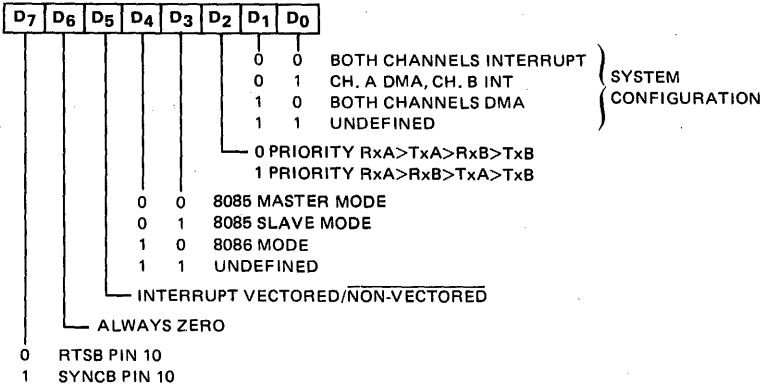 D7 D6 D5 D4 D3 D2 D1 D0
0 0 BOTH CHANNELS INTERRUPT
0 1 CH. A DMA, CH. B INT
1 0 BOTH CHANNELS DMA
1 1 UNDEFINED
SYSTEM
CONFIGURATION
0 PRIORITY RxA>TxA>RxB>TxB
1 PRIORITY RxA>RxB>TxA>TxB
0 0 8085 MASTER MODE
0 1 8085 SLAVE MODE
1 0 8086 MODE
1 1 UNDEFINED
INTERRUPT VECTORED/NON-VECTORED
ALWAYS ZERO
0 RTSB PIN 10
1 SYNCB PIN 10